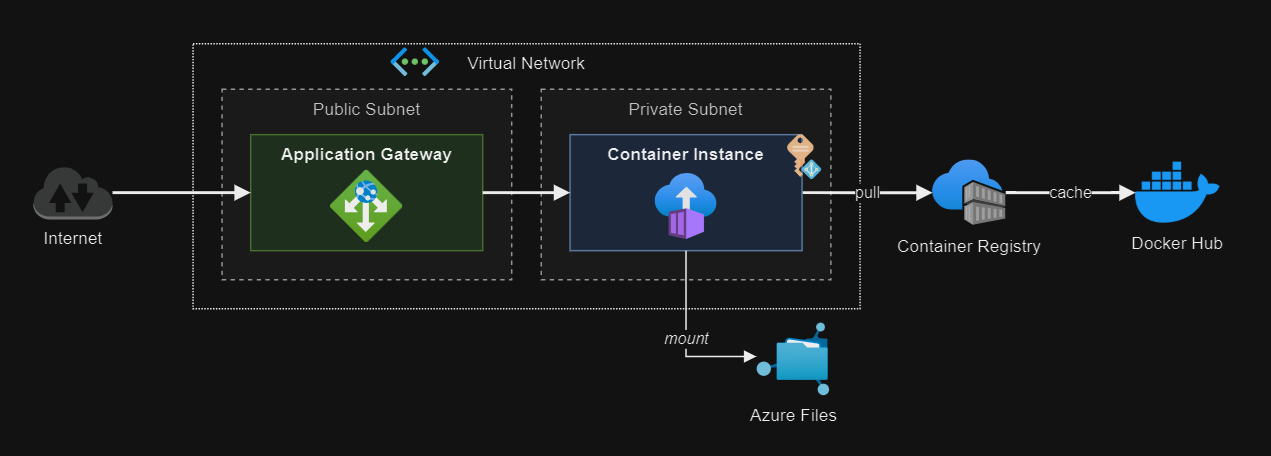 Virtual Network
Public Subnet
Private Subnet
Application Gateway
Container Instance
Internet
pull
cache
Container Registry
Docker Hub
mount
Azure Files